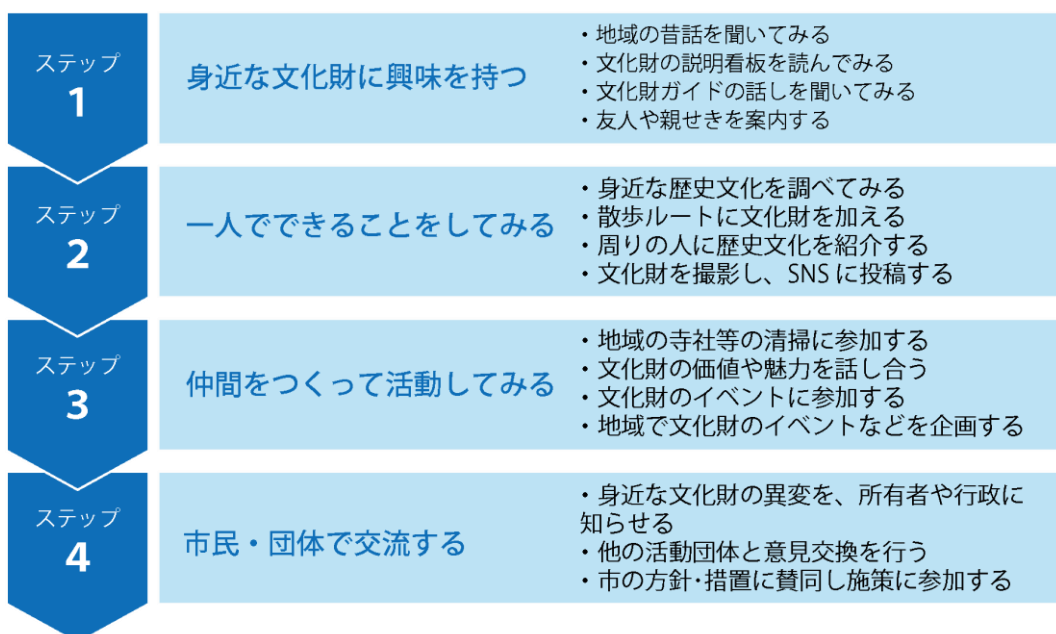 ステップ
1
身近な文化財に興味を持つ
・地域の昔話を聞いてみる
・文化財の説明看板を読んでみる
・文化財ガイドの話しを聞いてみる
・友人や親せきを案内する
ステップ
2
一人でできることをしてみる
・身近な歴史文化を調べてみる
・散歩ルートに文化財を加える
・周りの人に歴史文化を紹介する
・文化財を撮影し、SNSに投稿する
ステップ
3
仲間をつくって活動してみる
・地域の寺社等の清掃に参加する
・文化財の価値や魅力を話し合う
・文化財のイベントに参加する
・地域で文化財のイベントなどを企画する
ステップ
4
市民・団体で交流する
・身近な文化財の異変を、所有者や行政に
知らせる
・他の活動団体と意見交換を行う
・市の方針・措置に賛同し施策に参加する